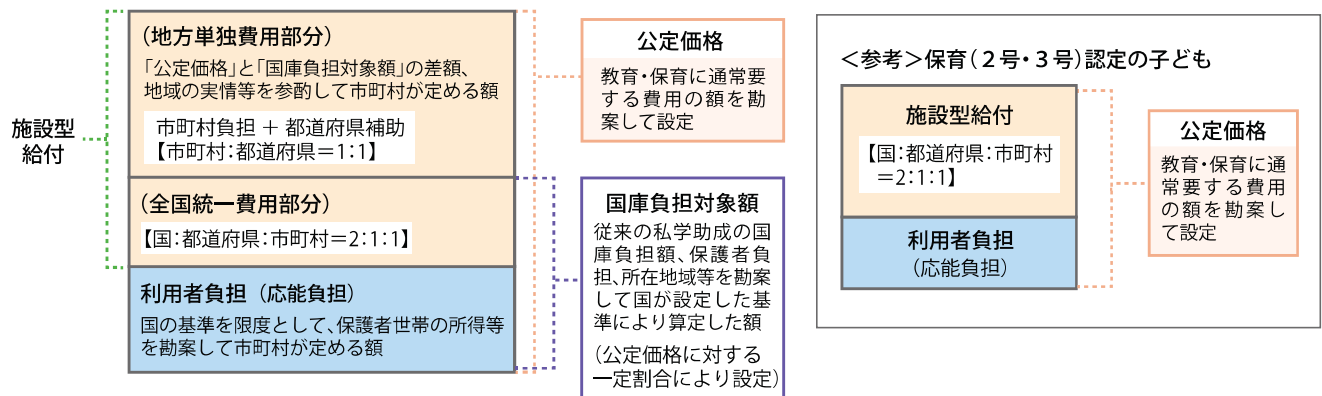 施設型
給付
（地方単独費用部分）
「公定価格」と「国庫負担対象額」の差額、
地域の実情等を参酌して市町村が定める額
市町村負担 ＋ 都道府県補助
【市町村：都道府県＝1：1】
（全国統一費用部分）
【国：都道府県：市町村＝2：1：1】
利用者負担（応能負担）
国の基準を限度として、保護者世帯の所得等
を勘案して市町村が定める額
公定価格
教育・保育に通常要
する費用の額を勘
案して設定
国庫負担対象額
従来の私学助成の国
庫負担額、保護者負
担、所在地域等を勘案
して国が設定した基
準により算定した額
（公定価格に対する
一定割合により設定）
＜参考＞保育（２号・３号）認定の子ども
施設型給付
【国：都道府県：市町村
＝2：1：1】
利用者負担
（応能負担）
公定価格
教育・保育に通
常要する費用
の額を勘案し
て設定